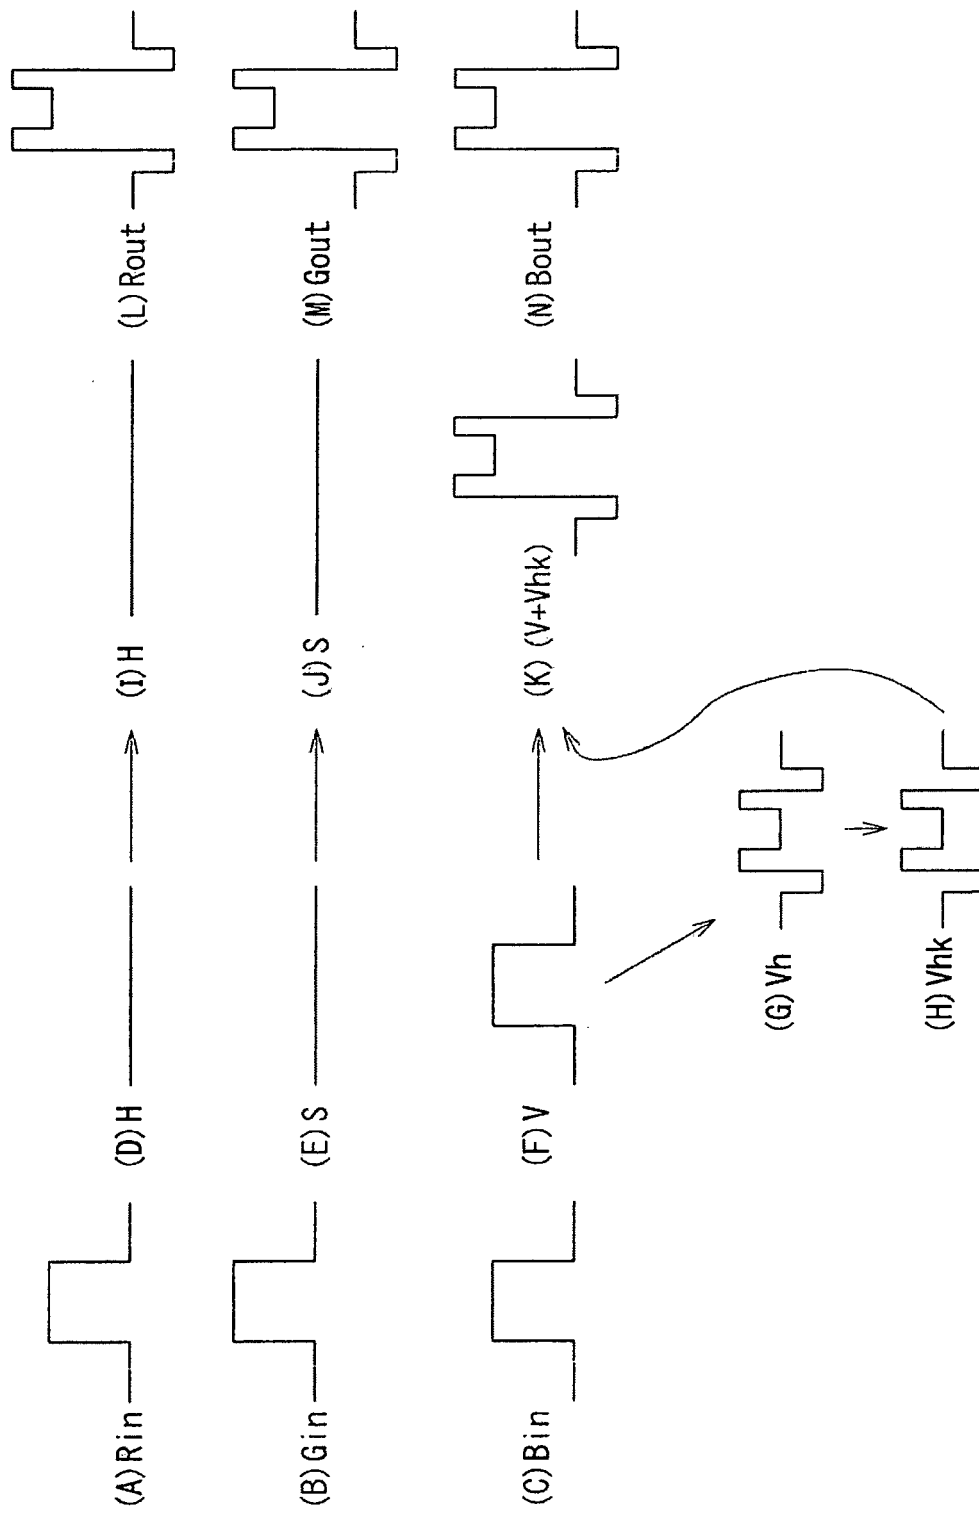 (A)Rin
(B)Gin
(C)Bin
(D)H
(E)S
(F)V
(G)Vh
(H)Vhk
(I)H
(J)S
(K)(V+Vhk)
(L)Rout
(M)Gout
(N)Bout